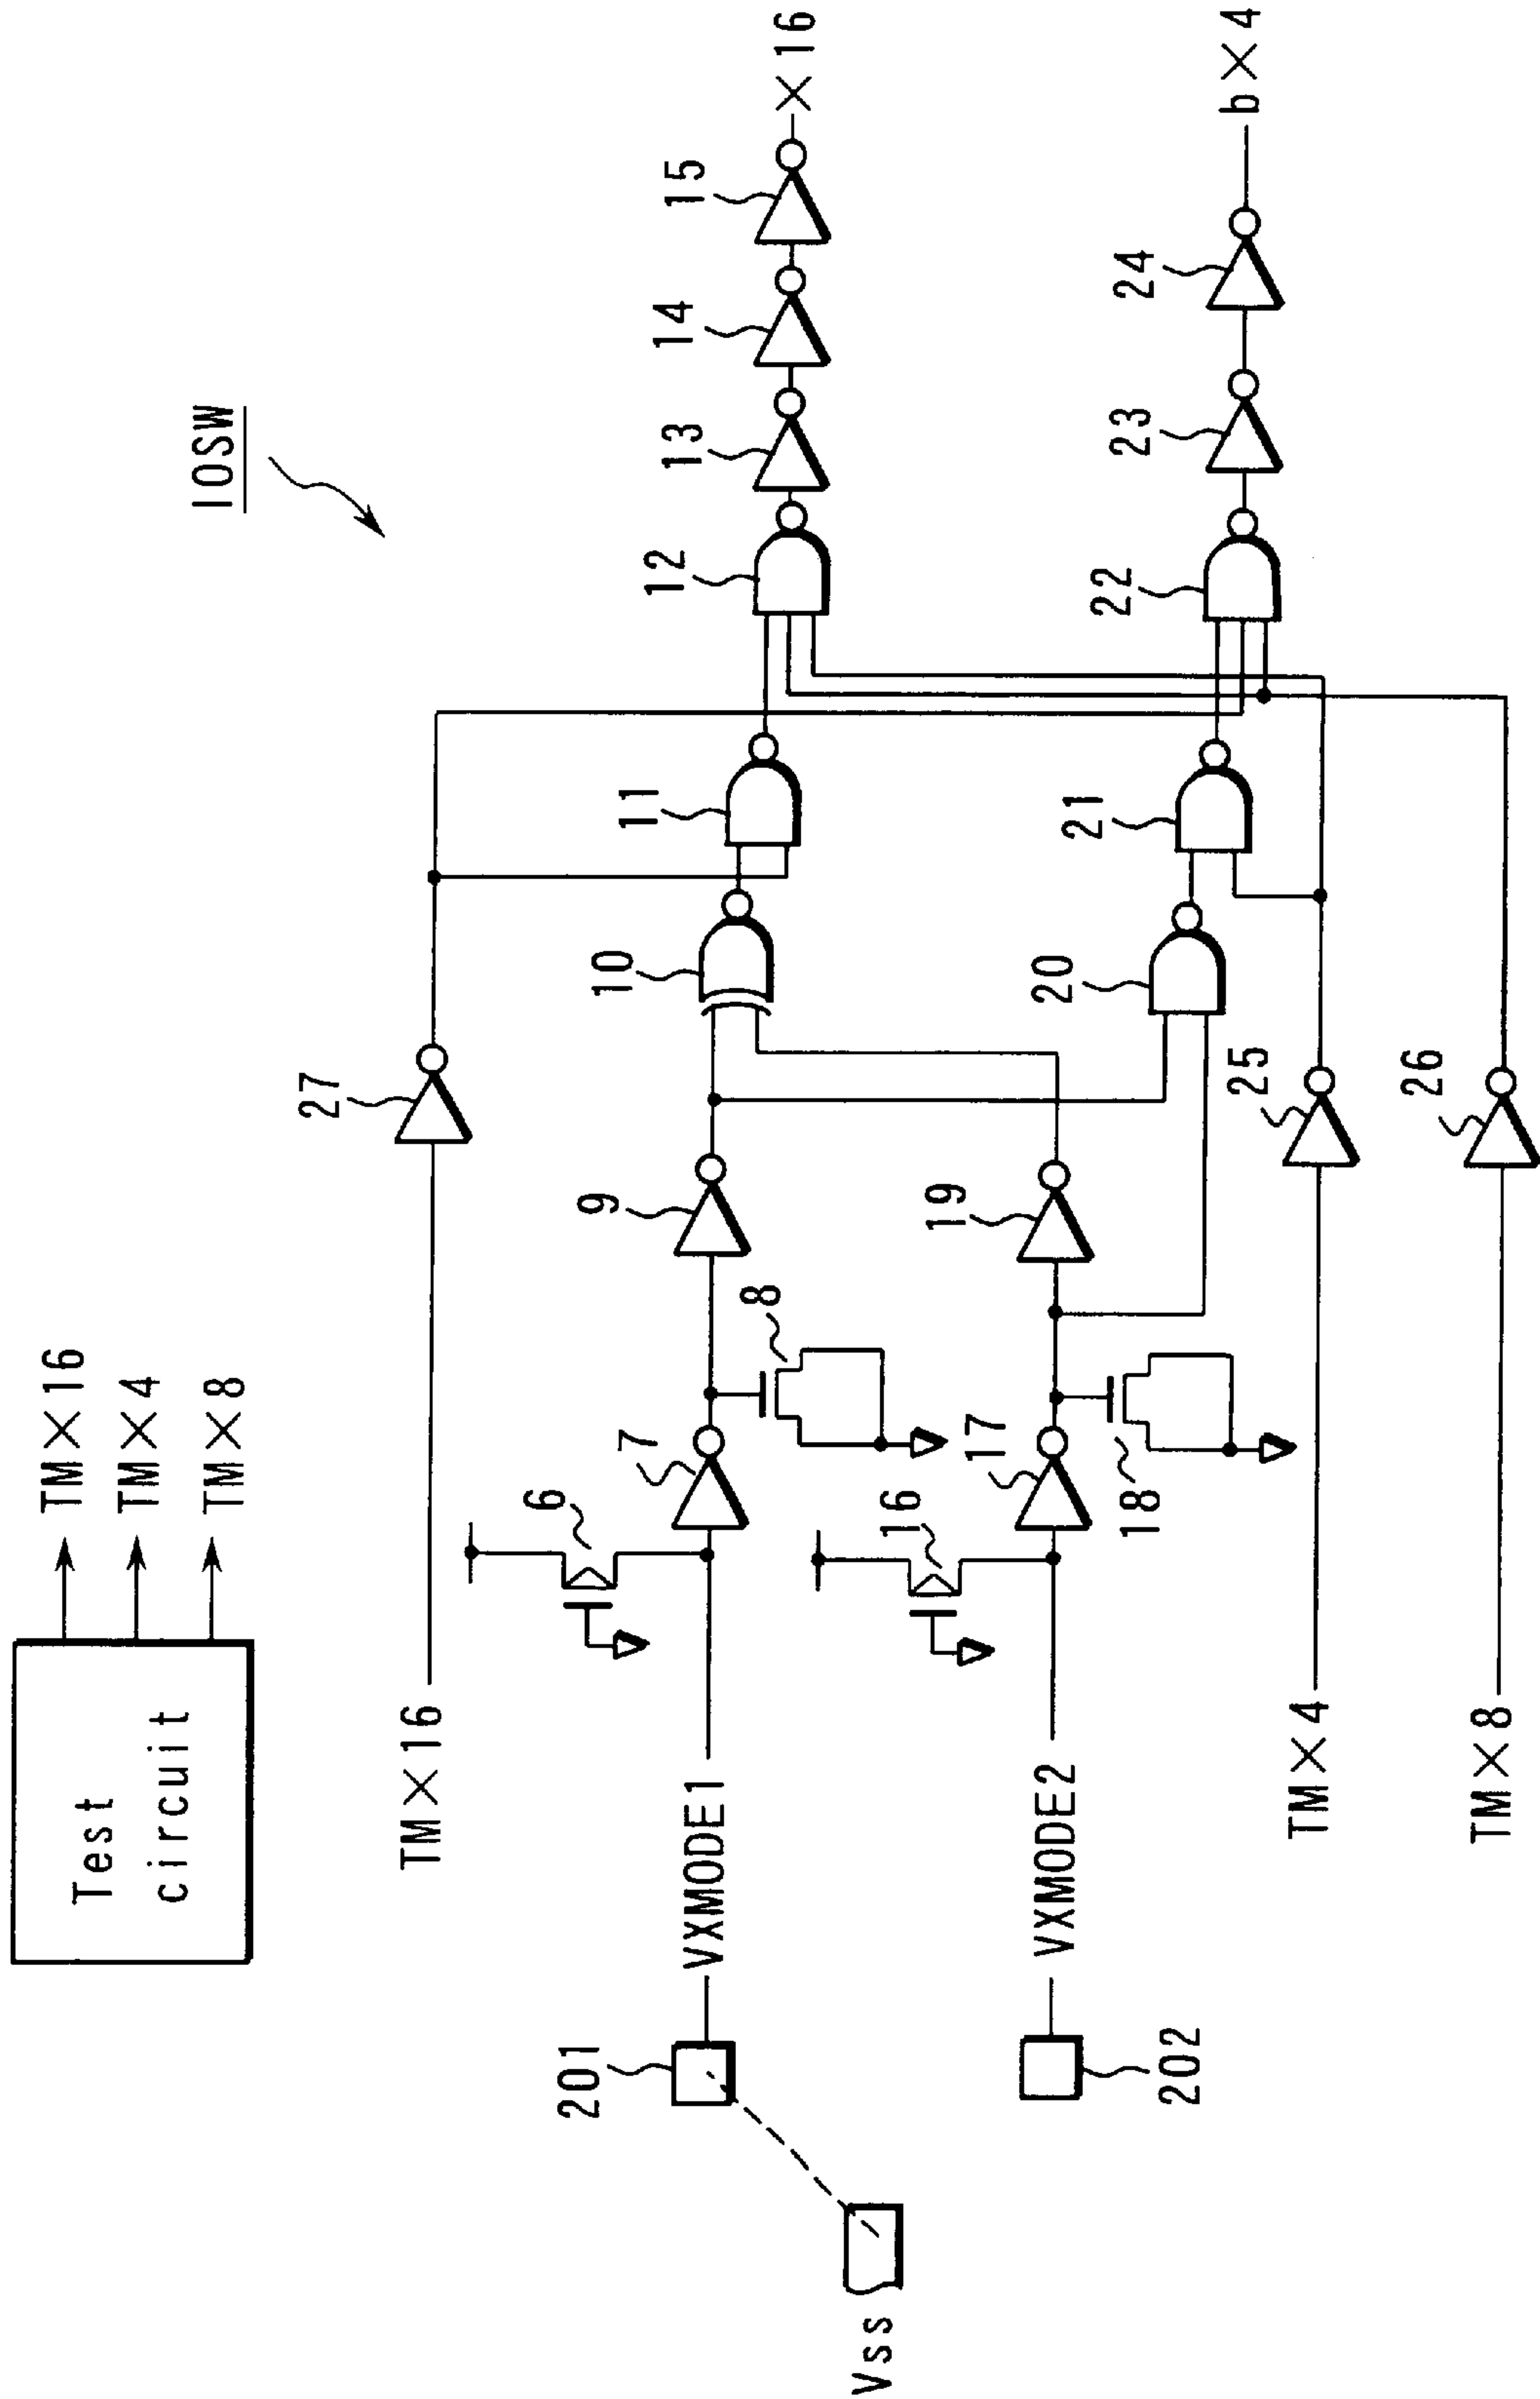 IOSW
Test
circuit
TM×16
TM×4
TM×8
TM×16
27
VXMODE1
201
6
7
8
9
10
11
12
13
14
15
×16
Vss
VXMODE2
202
16
17
18
19
20
21
22
23
24
b×4
TM×4
25
TM×8
26